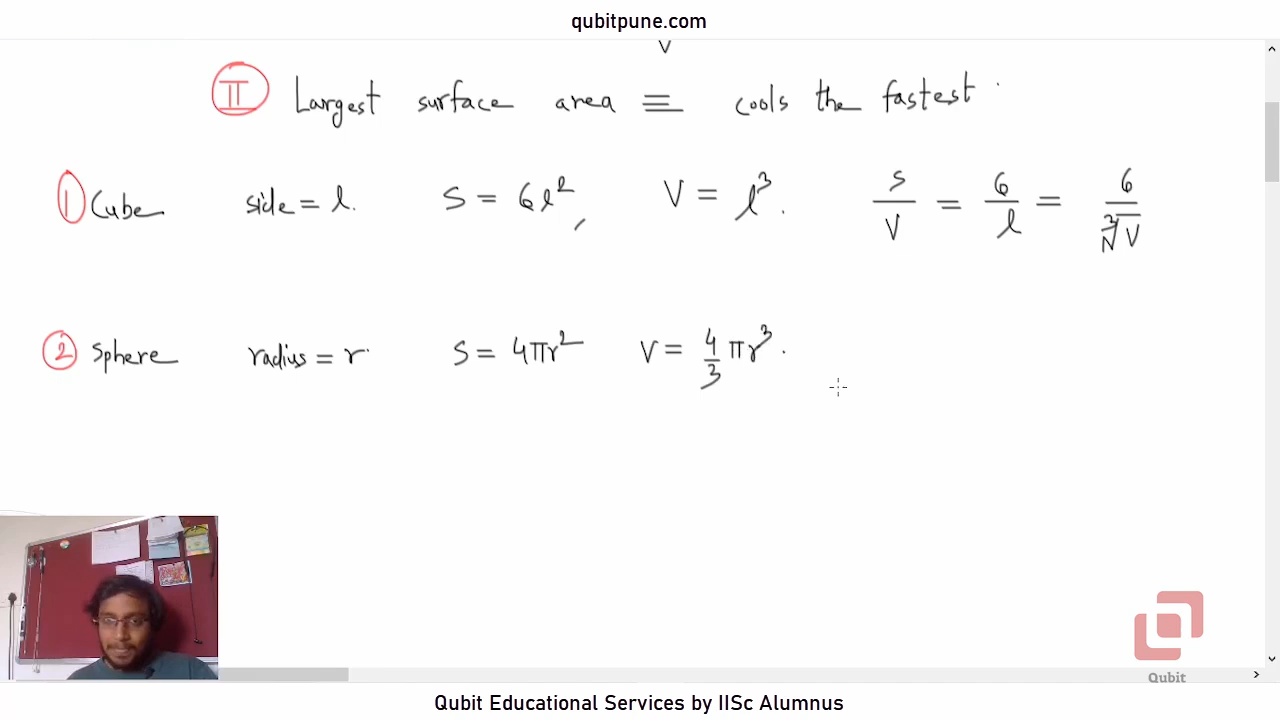 qubitpune.com
V
II Largest surface area ≡ cools the fastest.
1 Cube side = l. S = 6l², V = l³. S/V = 6/l = 6/∛V
2 Sphere radius = r. S = 4πr² V = 4/3 πr³.
Qubit
Qubit Educational Services by IISc Alumnus